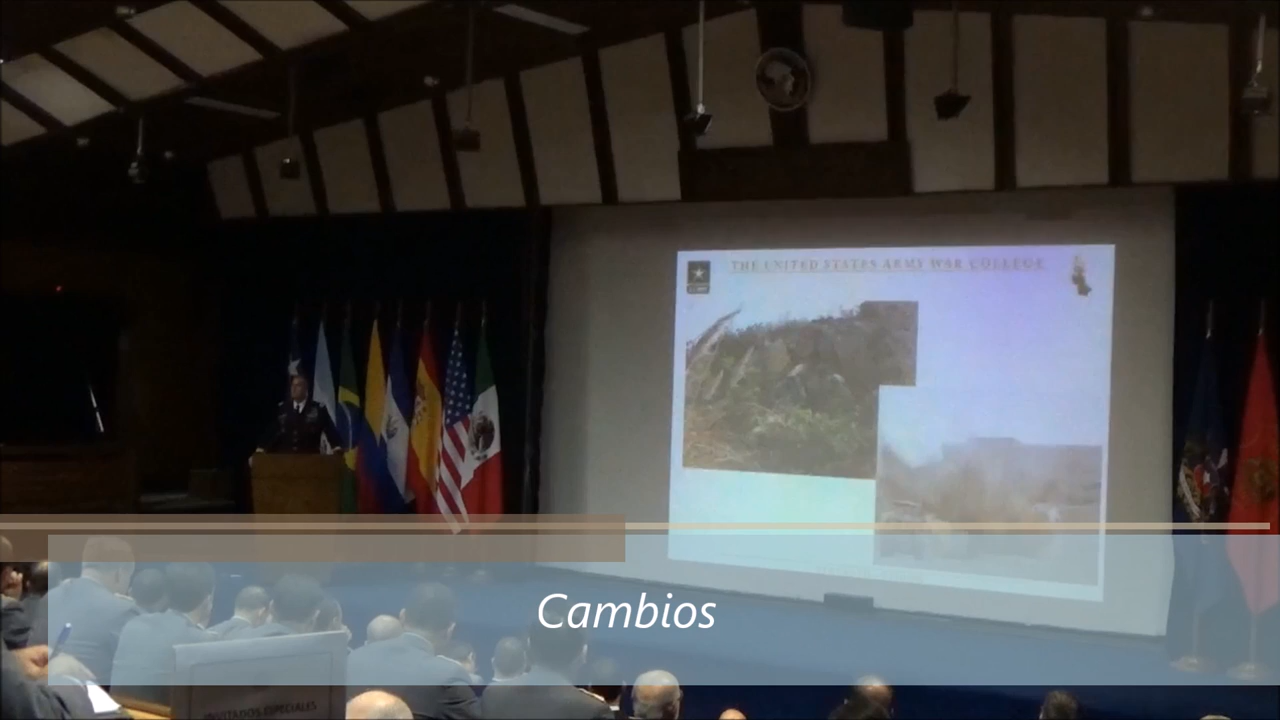 THE UNITED STATES ARMY WAR COLLEGE
Cambios
INVITADOS ESPECIALES